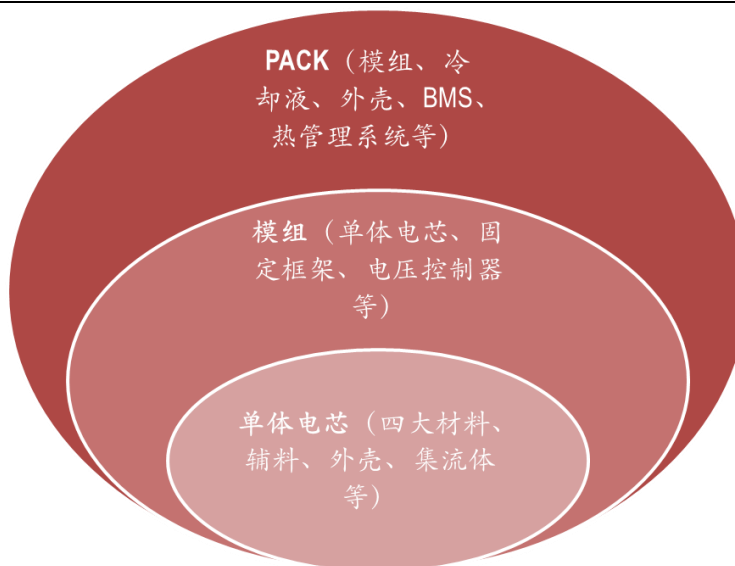 PACK（模组、冷
却液、外壳、BMS、
热管理系统等）
模组（单体电芯、固
定框架、电压控制器
等）
单体电芯（四大材料、
辅料、外壳、集流体
等）